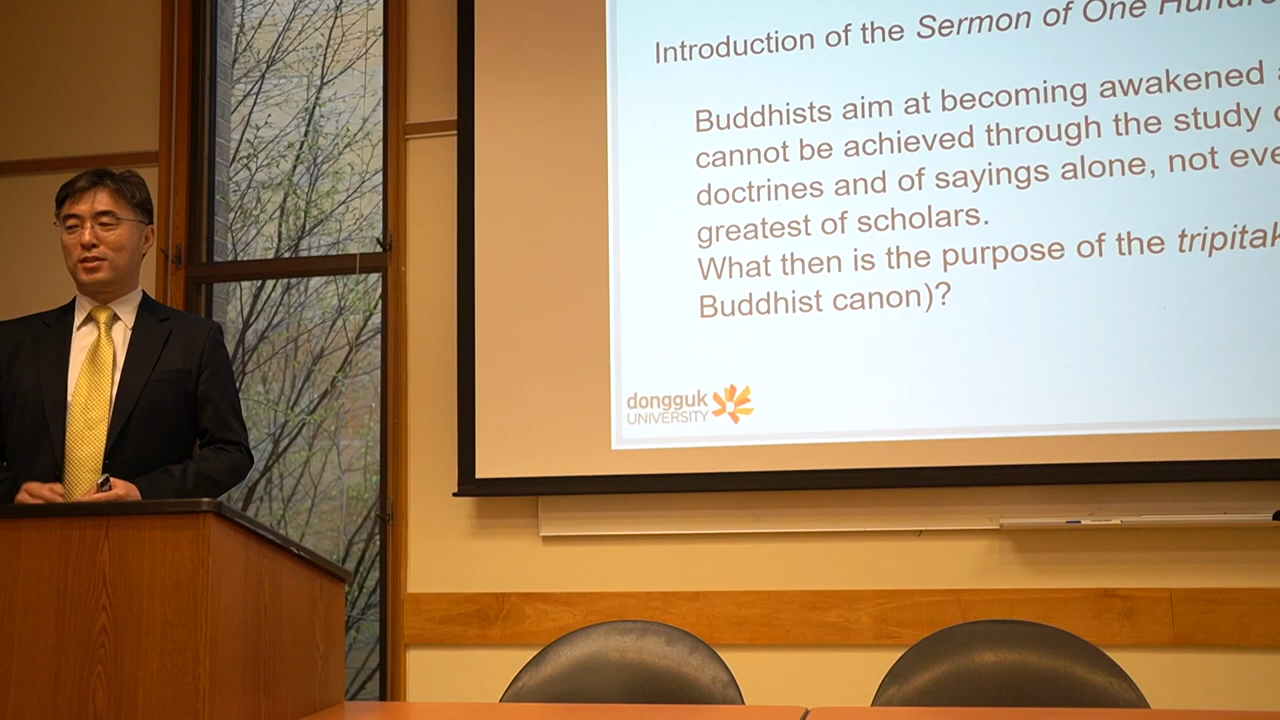 Introduction of the Sermon of One
Buddhists aim at becoming awakened
cannot be achieved through the study
doctrines and of sayings alone, not
greatest of scholars.
What then is the purpose of the
Buddhist canon)?
dongguk
UNIVERSITY